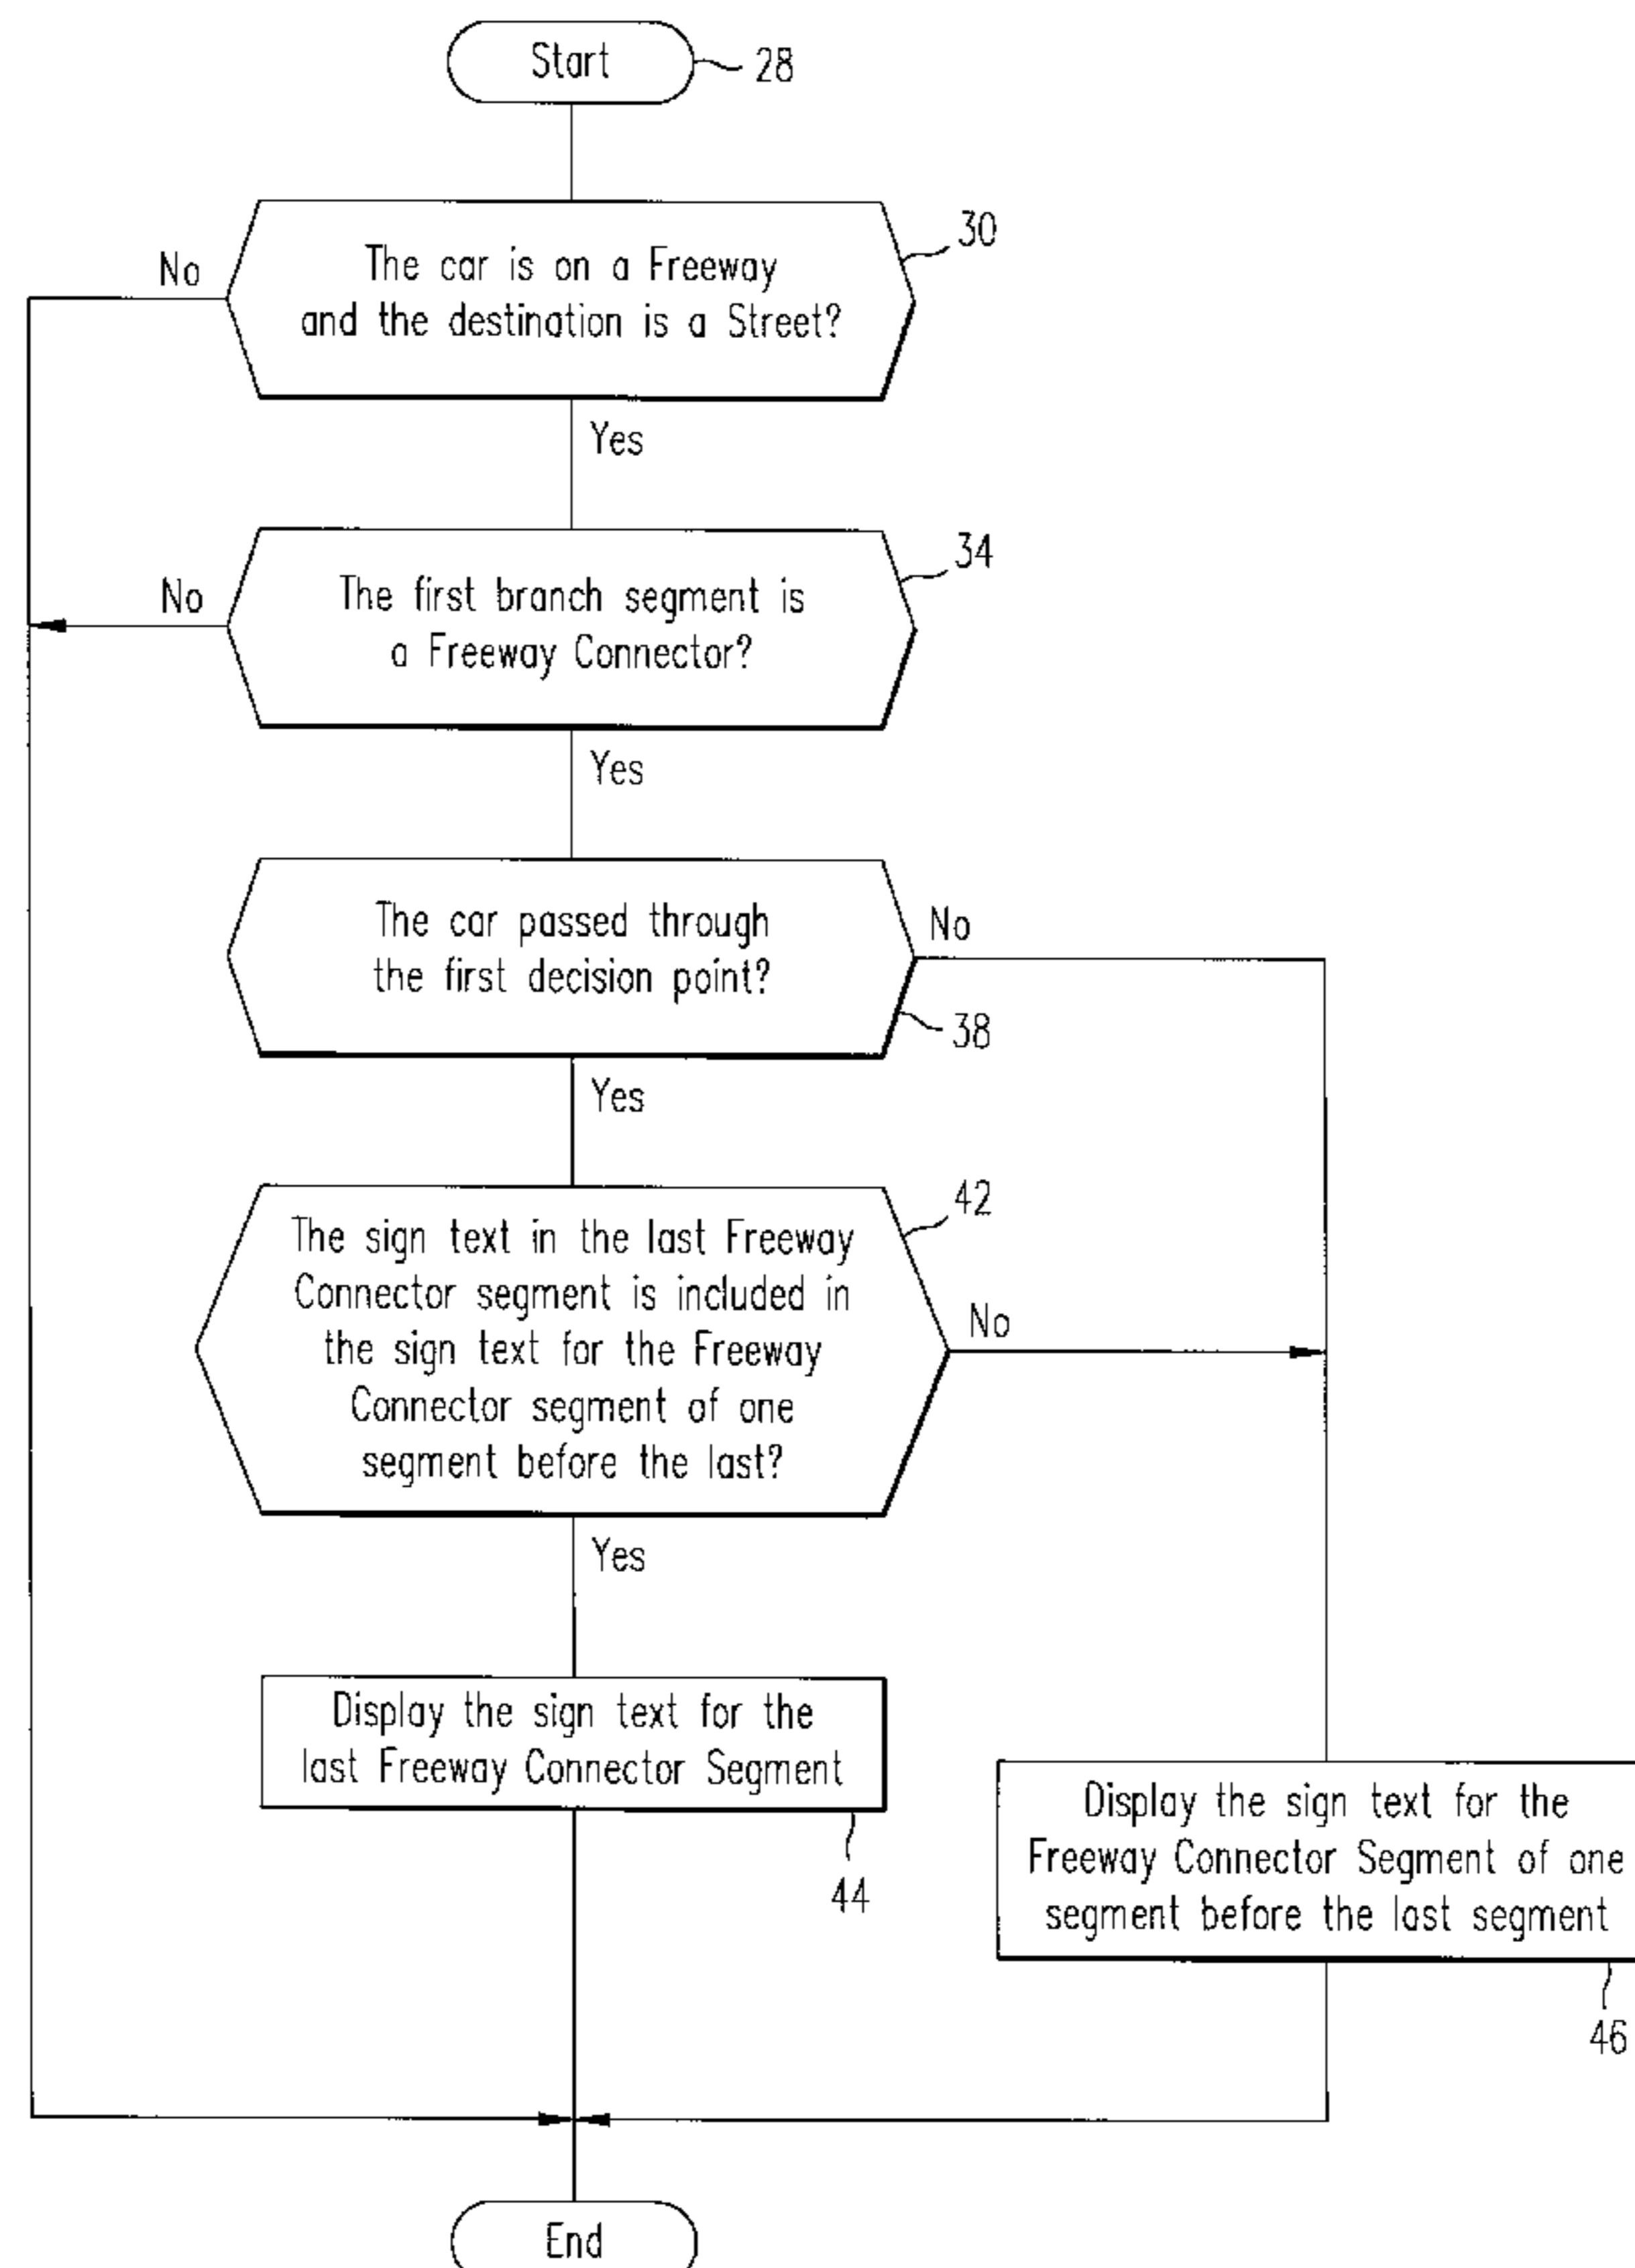 Start
28
30
No
The car is on a Freeway
and the destination is a Street?
Yes
34
No
The first branch segment is
a Freeway Connector?
Yes
The car passed through
the first decision point?
No
38
Yes
42
The sign text in the last Freeway
Connector segment is included in
the sign text for the Freeway
Connector segment of one
segment before the last?
No
Yes
Display the sign text for the
last Freeway Connector Segment
44
Display the sign text for the
Freeway Connector Segment of one
segment before the last segment
46
End